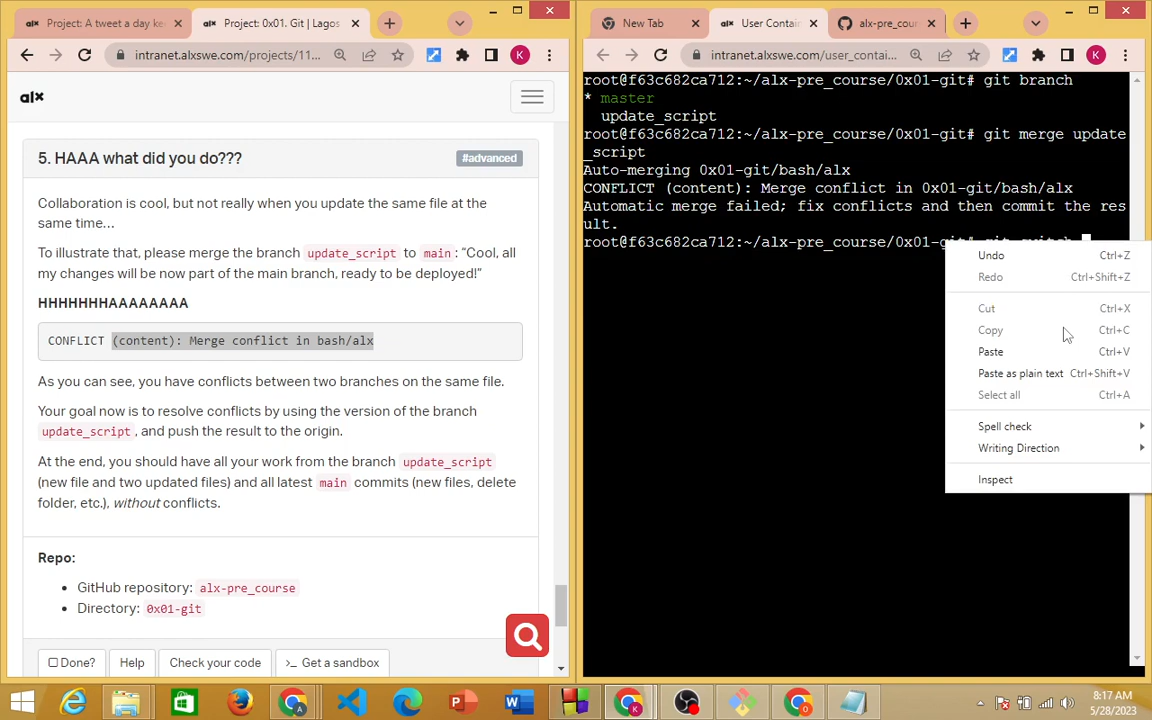 Project: A tweet a day ke
Project: 0x01. Git | Lagos
intranet.alxswe.com/projects/11...
K
alx
5. HAAA what did you do???
#advanced
Collaboration is cool, but not really when you update the same file at the
same time...
To illustrate that, please merge the branch update_script to main: "Cool, all
my changes will be now part of the main branch, ready to be deployed!"
HHHHHHHAAAAAAAA
CONFLICT (content): Merge conflict in bash/alx
As you can see, you have conflicts between two branches on the same file.
Your goal now is to resolve conflicts by using the version of the branch
update_script, and push the result to the origin.
At the end, you should have all your work from the branch update_script
(new file and two updated files) and all latest main commits (new files, delete
folder, etc.), without conflicts.
Repo:
GitHub repository: alx-pre_course
Directory: 0x01-git
Done?
Help
Check your code
>_ Get a sandbox
New Tab
User Contain
alx-pre_cour
intranet.alxswe.com/user_contai...
K
root@f63c682ca712:~/alx-pre_course/0x01-git# git branch
* master
update_script
root@f63c682ca712:~/alx-pre_course/0x01-git# git merge update
_script
Auto-merging 0x01-git/bash/alx
CONFLICT (content): Merge conflict in 0x01-git/bash/alx
Automatic merge failed; fix conflicts and then commit the res
ult.
root@f63c682ca712:~/alx-pre_course/0x01-git# git switch
Undo Ctrl+Z
Redo Ctrl+Shift+Z
Cut Ctrl+X
Copy Ctrl+C
Paste Ctrl+V
Paste as plain text Ctrl+Shift+V
Select all Ctrl+A
Spell check
Writing Direction
Inspect
8:17 AM
5/28/2023